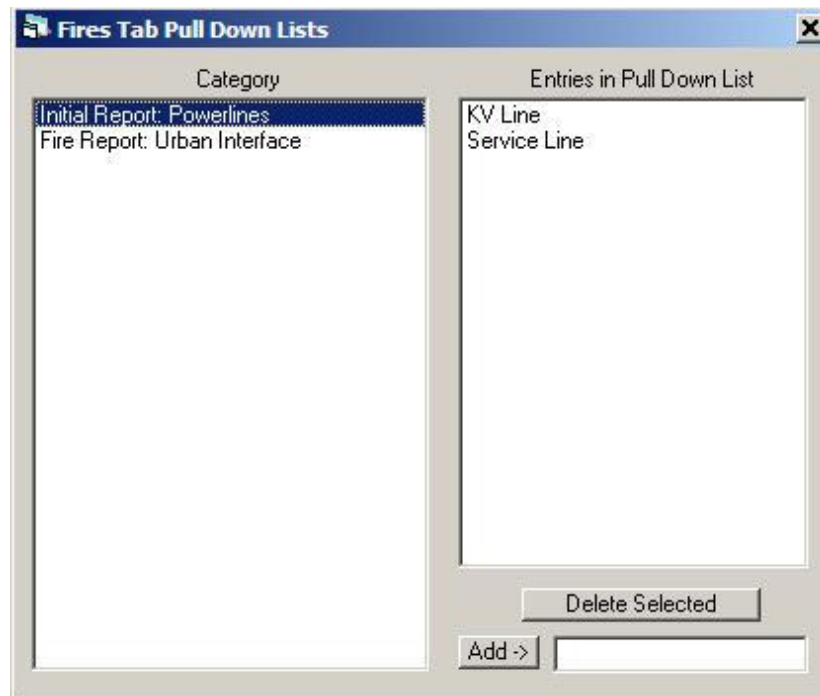 Fires Tab Pull Down Lists
Category
Initial Report: Powerlines
Fire Report: Urban Interface
Entries in Pull Down List
KV Line
Service Line
Delete Selected
Add ->